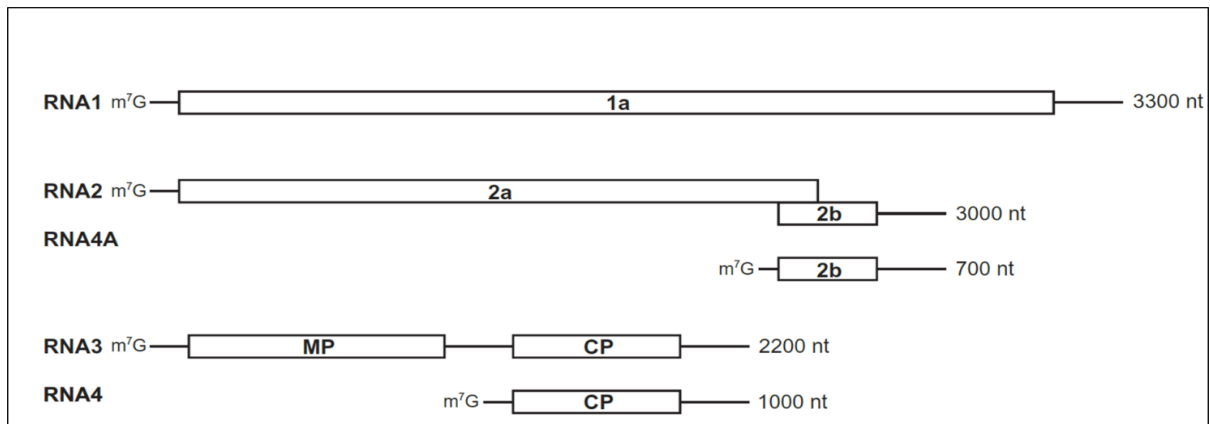 RNA1 m⁷G 1a 3300 nt
RNA2 m⁷G 2a
2b 3000 nt
RNA4A
m⁷G 2b 700 nt
RNA3 m⁷G MP CP 2200 nt
RNA4
m⁷G CP 1000 nt